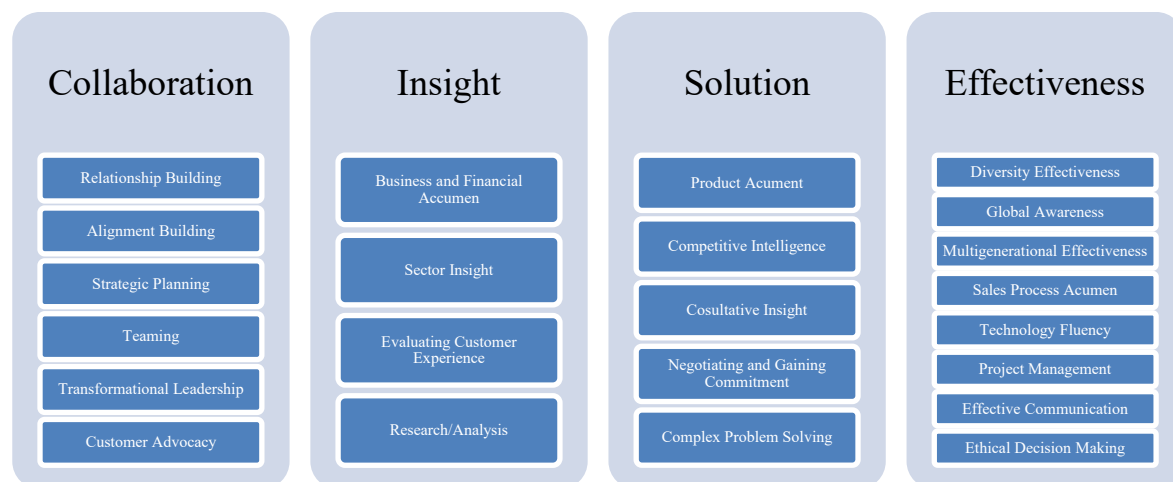 Collaboration
Relationship Building
Alignment Building
Strategic Planning
Teaming
Transformational Leadership
Customer Advocacy
Insight
Business and Financial
Accumen
Sector Insight
Evaluating Customer
Experience
Research/Analysis
Solution
Product Acument
Competitive Intelligence
Cosultative Insight
Negotiating and Gaining
Commitment
Complex Problem Solving
Effectiveness
Diversity Effectiveness
Global Awareness
Multigenerational Effectiveness
Sales Process Acumen
Technology Fluency
Project Management
Effective Communication
Ethical Decision Making